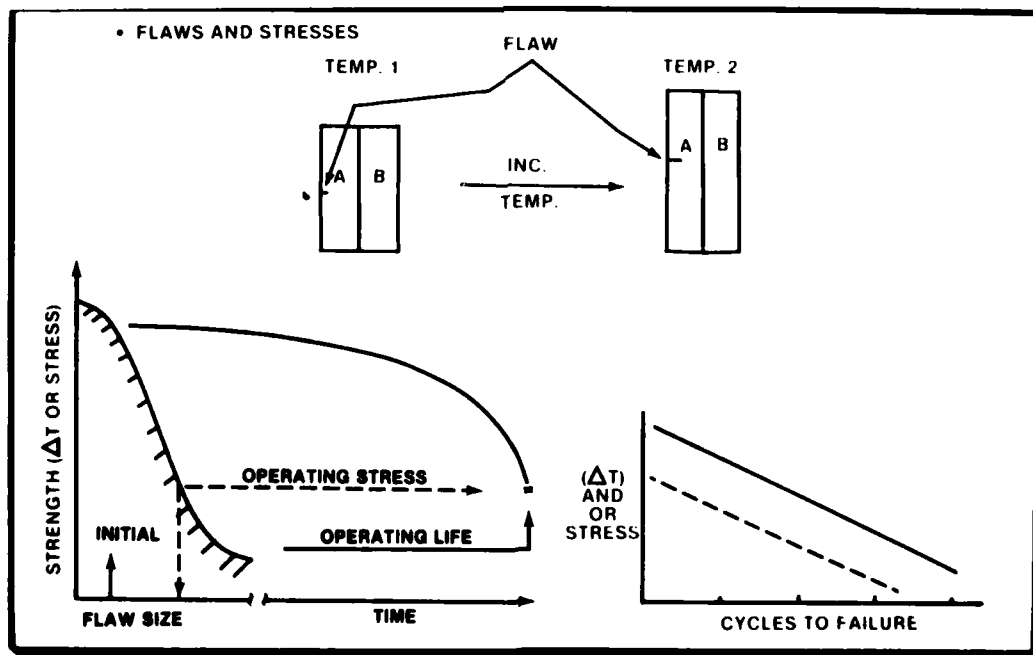 • FLAWS AND STRESSES
FLAW
TEMP. 1
TEMP. 2
A B
A B
INC.
TEMP.
STRENGTH (ΔT OR STRESS)
OPERATING STRESS
INITIAL
OPERATING LIFE
FLAW SIZE
TIME
(ΔT)
AND
OR
STRESS
CYCLES TO FAILURE